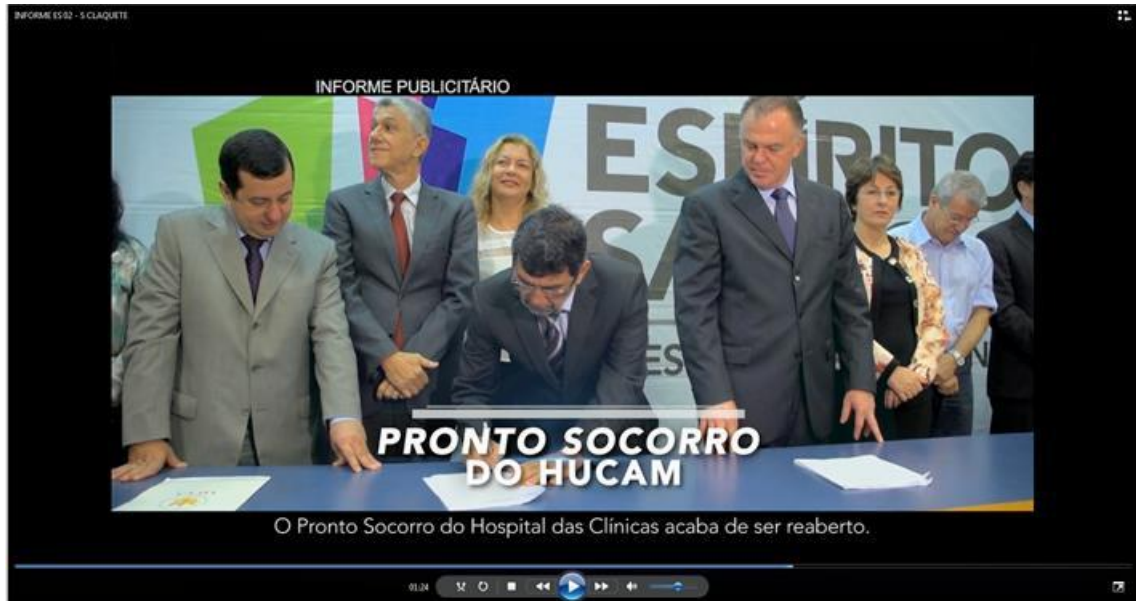 INFORME ES 02 - S CLAQUETE
INFORME PUBLICITÁRIO
ESPÍRITO
SA
ES
N
PRONTO SOCORRO
DO HUCAM
O Pronto Socorro do Hospital das Clínicas acaba de ser reaberto.
01:24